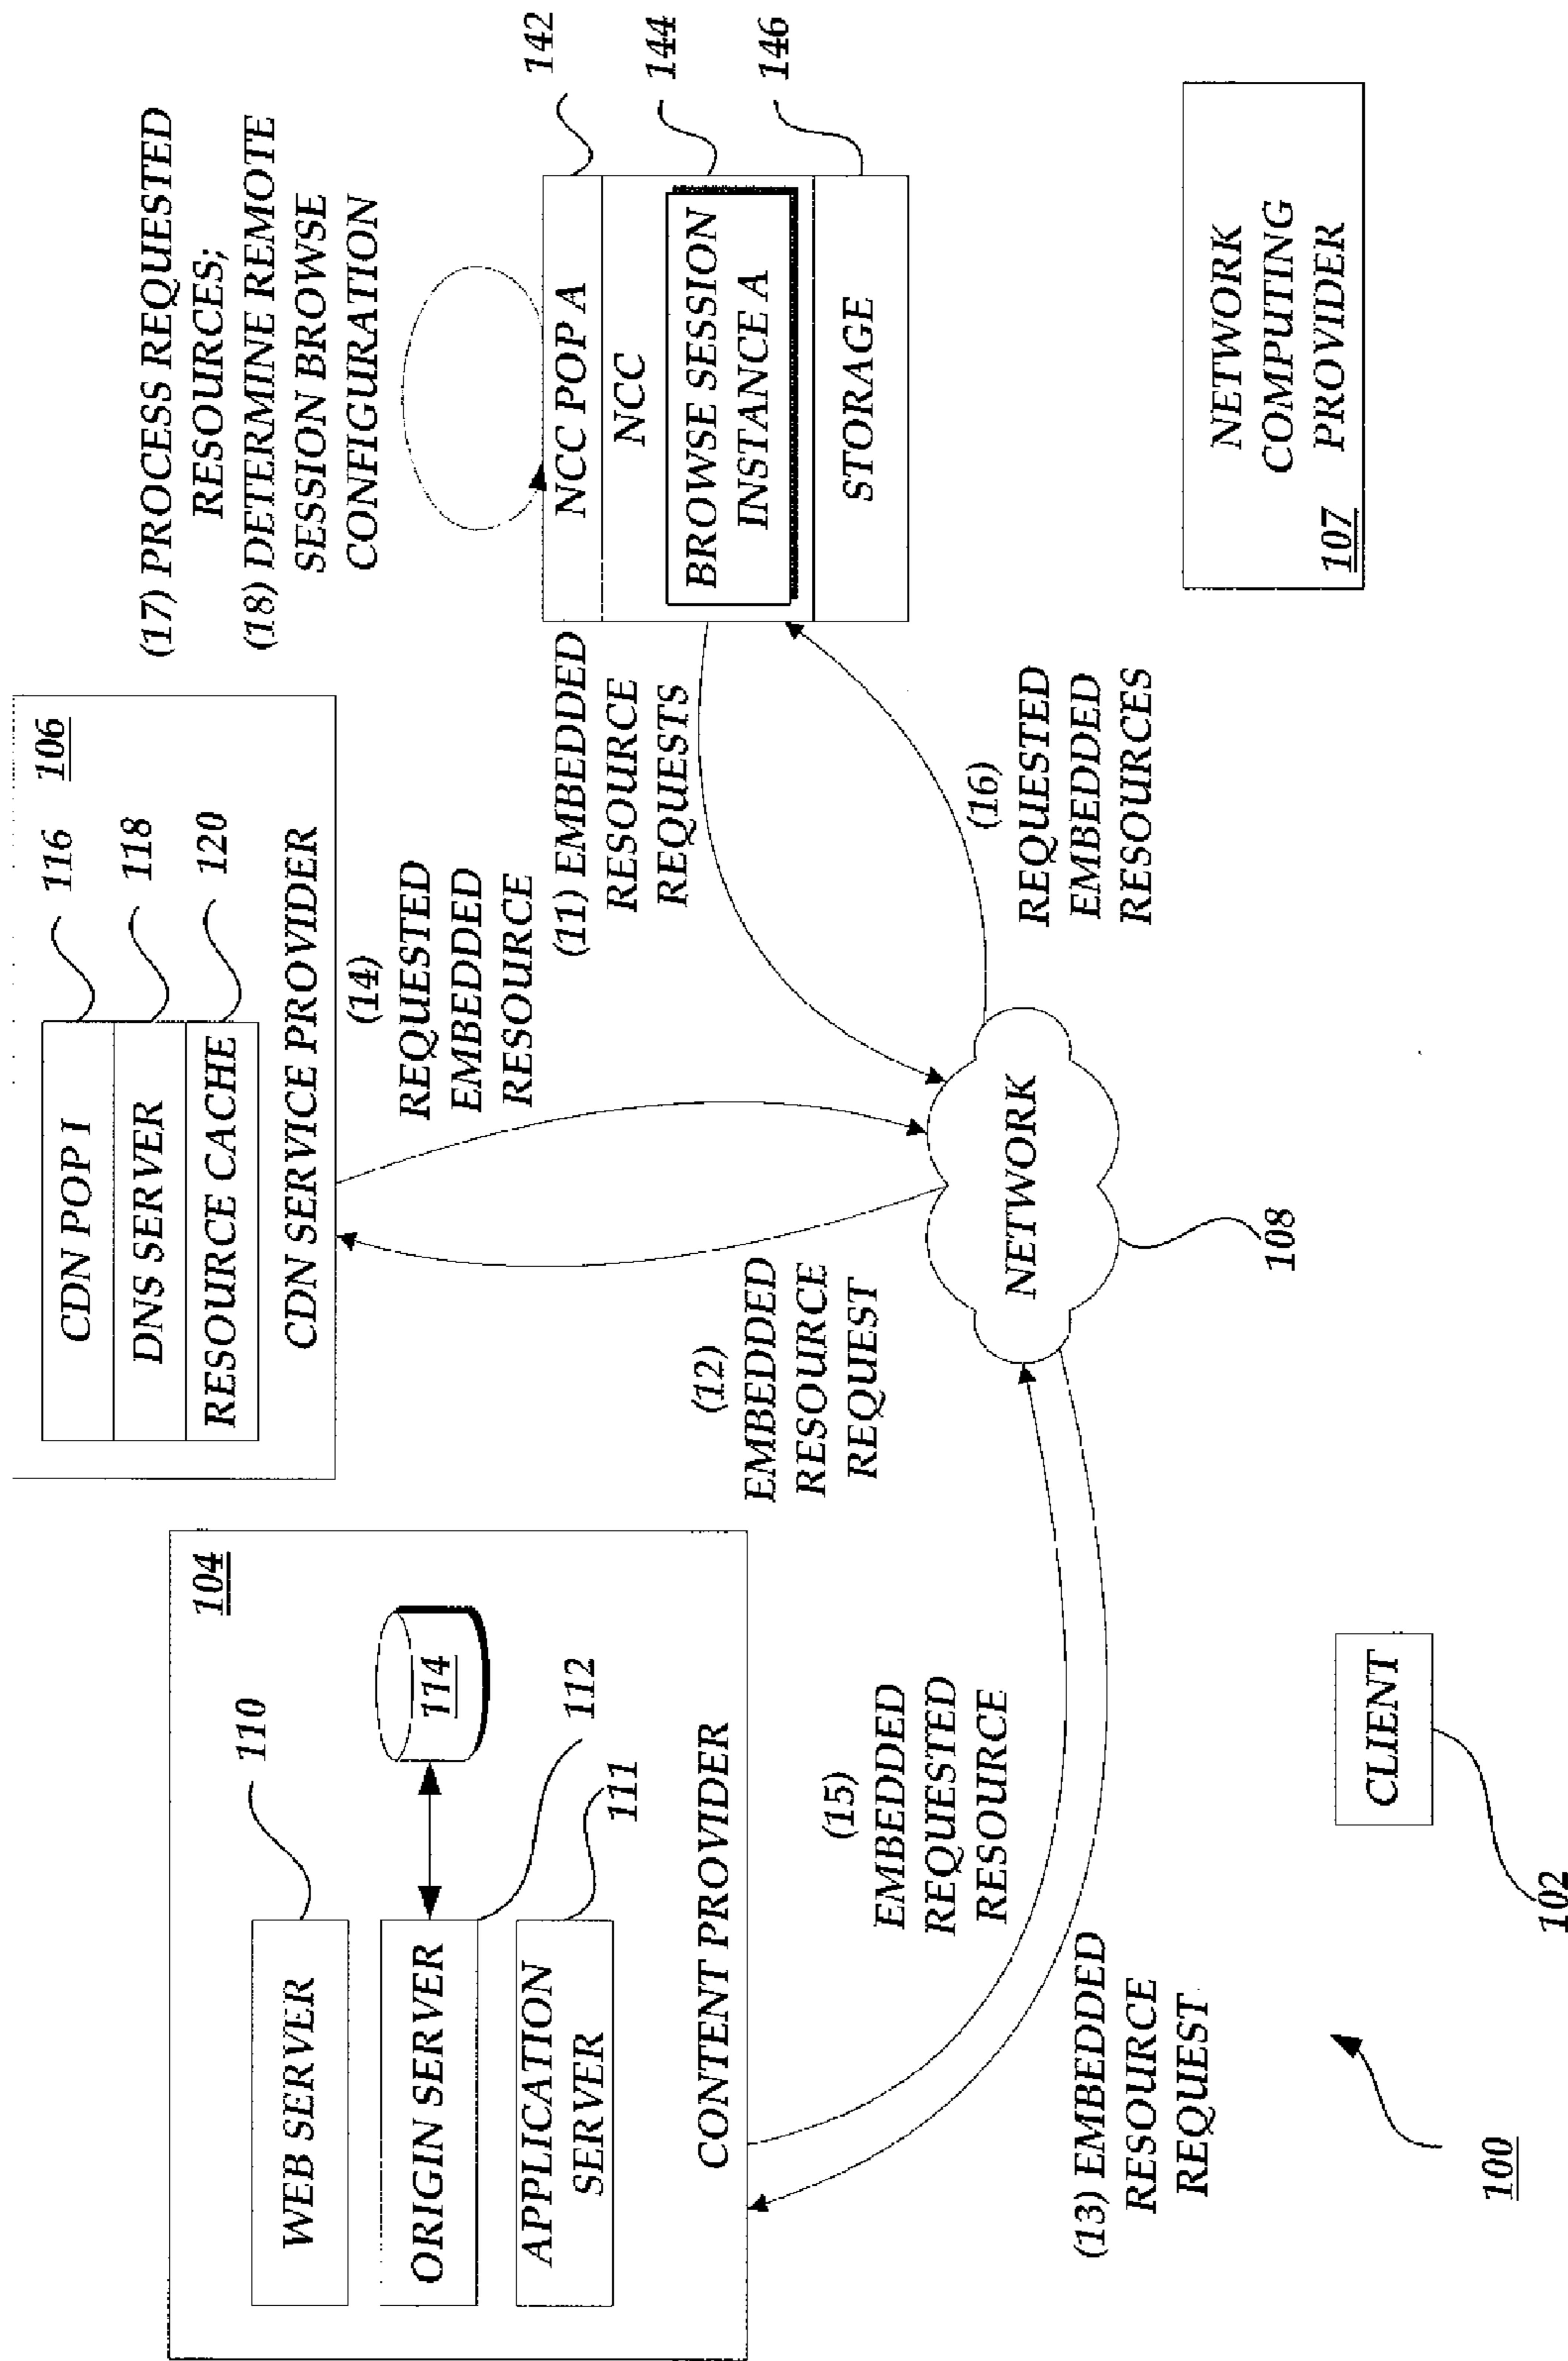 104
WEB SERVER
110
ORIGIN SERVER
114
112
APPLICATION
SERVER
111
CONTENT PROVIDER
CDN POP I
116
106
DNS SERVER
118
RESOURCE CACHE
120
CDN SERVICE PROVIDER
(17) PROCESS REQUESTED
RESOURCES;
(18) DETERMINE REMOTE
SESSION BROWSE
CONFIGURATION
NCC POP A
142
NCC
BROWSE SESSION
INSTANCE A
144
STORAGE
146
(14)
REQUESTED
EMBEDDED
RESOURCE
(11) EMBEDDED
RESOURCE
REQUESTS
(12)
EMBEDDED
RESOURCE
REQUEST
(16)
REQUESTED
EMBEDDED
RESOURCES
(15)
EMBEDDED
REQUESTED
RESOURCE
NETWORK
108
(13) EMBEDDED
RESOURCE
REQUEST
CLIENT
102
NETWORK
COMPUTING
PROVIDER
107
100